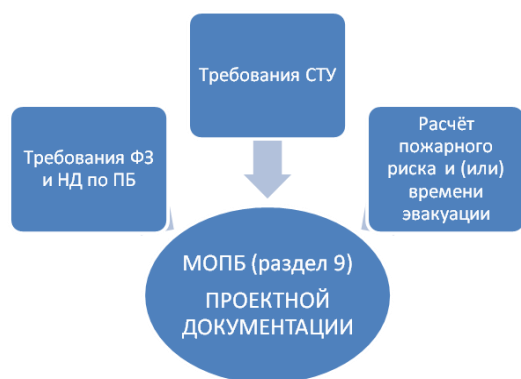 Требования СТУ
Требования ФЗ
и НД по ПБ
Расчёт
пожарного
риска и (или)
времени
эвакуации
МОПБ (раздел 9)
ПРОЕКТНОЙ
ДОКУМЕНТАЦИИ